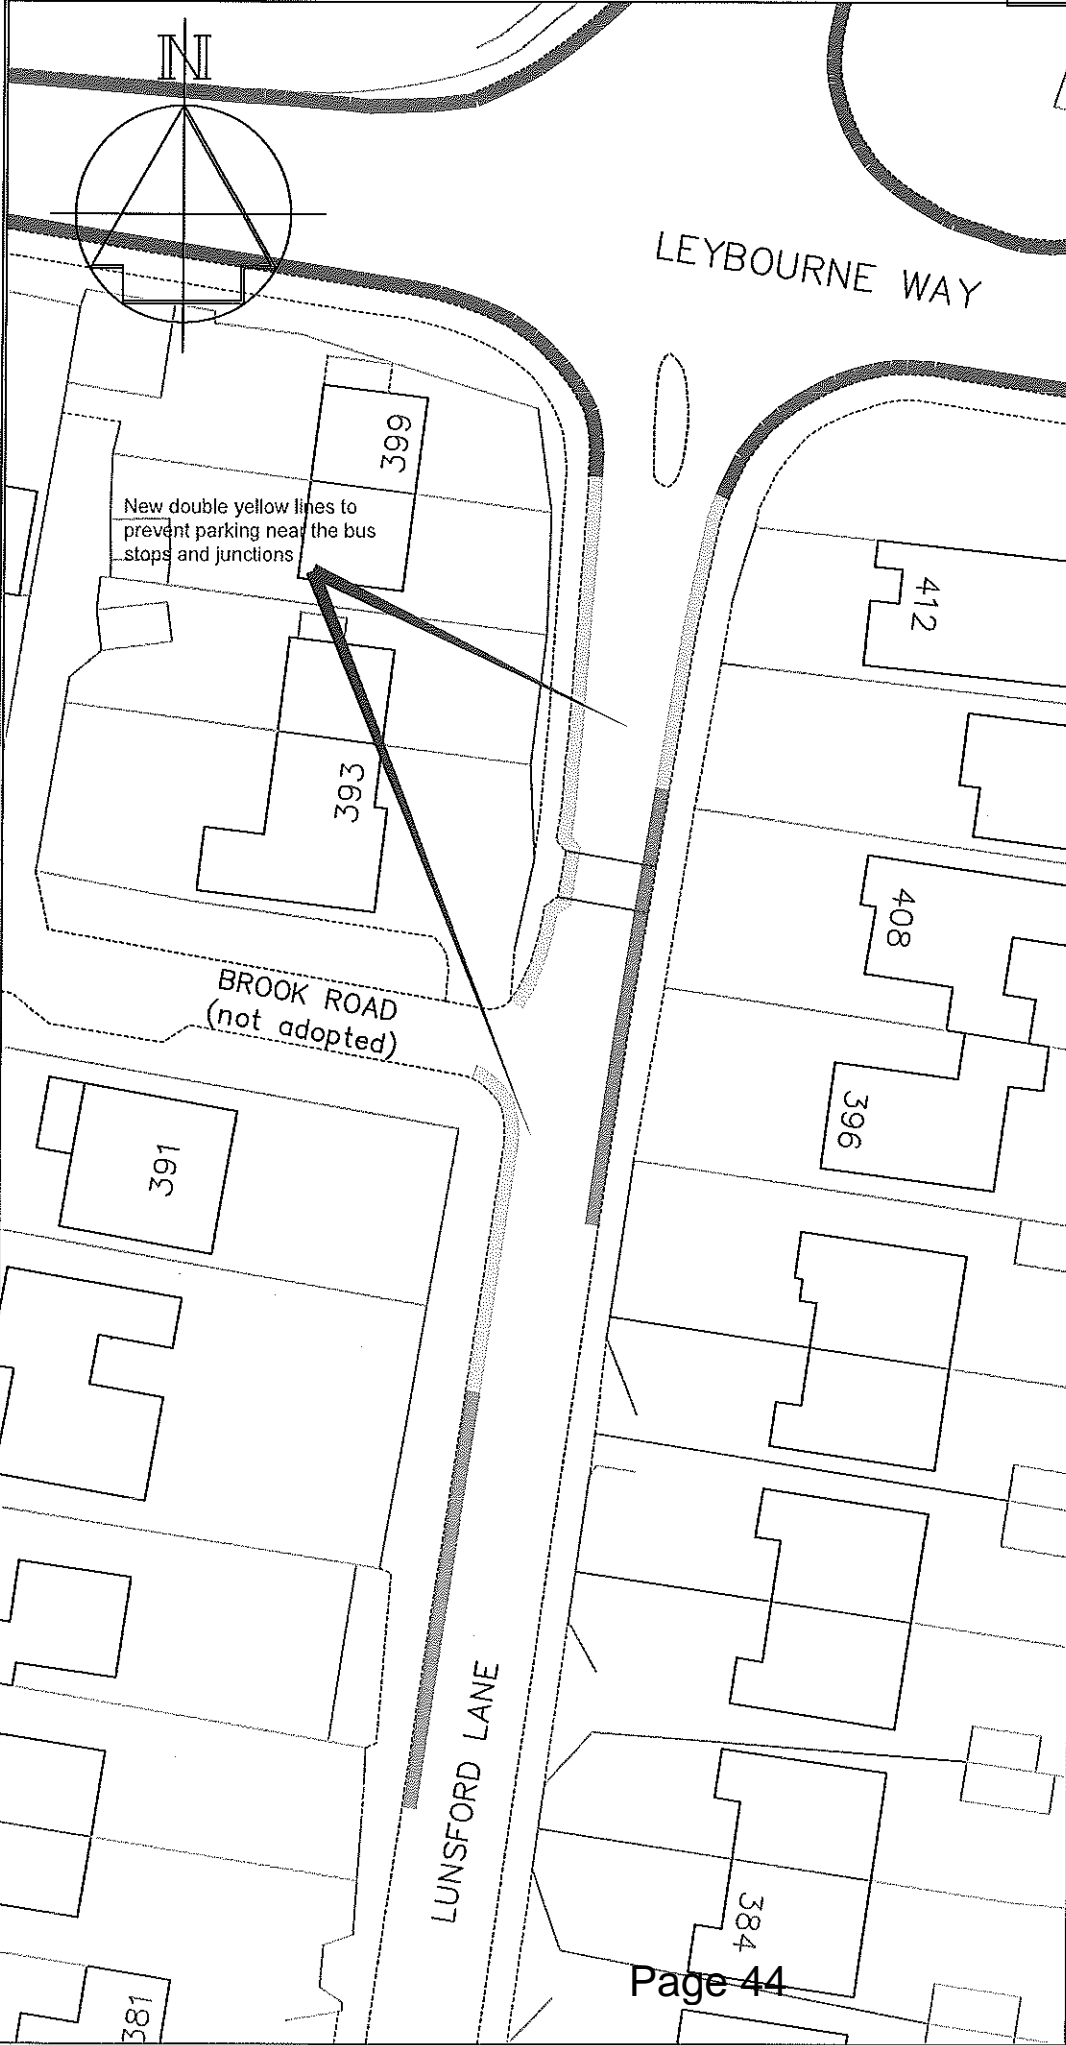 N
LEYBOURNE WAY
399
New double yellow lines to
prevent parking near the bus
stops and junctions
412
393
408
BROOK ROAD
(not adopted)
396
391
LUNSFORD LANE
384
Page 44
381